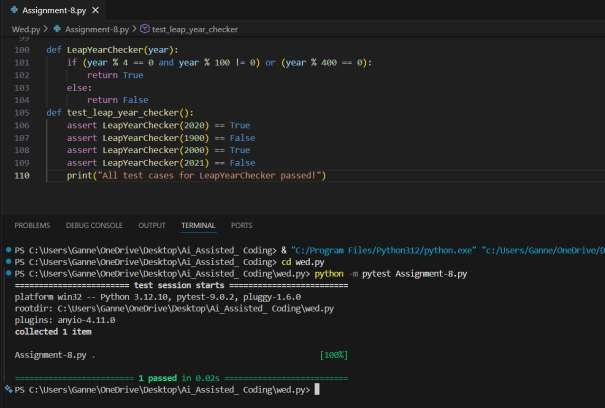 Assignment-8.py ×
Wed.py > Assignment-8.py > test_leap_year_checker
99
100 def LeapYearChecker(year):
101     if (year % 4 == 0 and year % 100 != 0) or (year % 400 == 0):
102         return True
103     else:
104         return False
105 def test_leap_year_checker():
106     assert LeapYearChecker(2020) == True
107     assert LeapYearChecker(1900) == False
108     assert LeapYearChecker(2000) == True
109     assert LeapYearChecker(2021) == False
110     print("All test cases for LeapYearChecker passed!")
PROBLEMS DEBUG CONSOLE OUTPUT TERMINAL PORTS
PS C:\Users\Ganne\OneDrive\Desktop\Ai_Assisted_ Coding> & "C:/Program Files/Python312/python.exe" "c:/Users/Ganne/OneDrive/D
PS C:\Users\Ganne\OneDrive\Desktop\Ai_Assisted_ Coding> cd wed.py
PS C:\Users\Ganne\OneDrive\Desktop\Ai_Assisted_ Coding\wed.py> python -m pytest Assignment-8.py
======================== test session starts =========================
platform win32 -- Python 3.12.10, pytest-9.0.2, pluggy-1.6.0
rootdir: C:\Users\Ganne\OneDrive\Desktop\Ai_Assisted_ Coding\wed.py
plugins: anyio-4.11.0
collected 1 item
Assignment-8.py . [100%]
========================= 1 passed in 0.02s ==========================
PS C:\Users\Ganne\OneDrive\Desktop\Ai_Assisted_ Coding\wed.py>